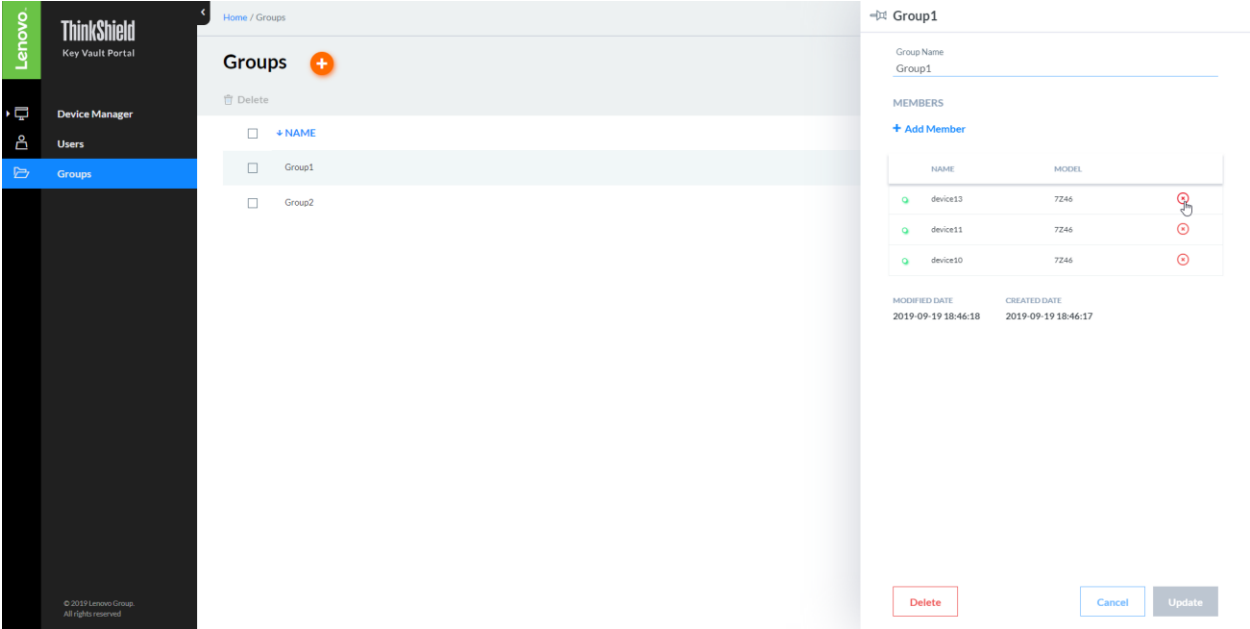 Lenovo.
ThinkShield
Key Vault Portal
Device Manager
Users
Groups
© 2019 Lenovo Group.
All rights reserved
Home / Groups
Groups
Delete
NAME
Group1
Group2
Group1
Group Name
Group1
MEMBERS
+ Add Member
NAME MODEL
device13 7Z46
device11 7Z46
device10 7Z46
MODIFIED DATE CREATED DATE
2019-09-19 18:46:18 2019-09-19 18:46:17
Delete Cancel Update